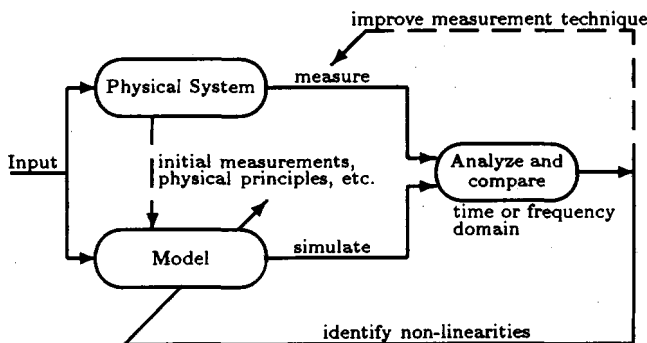 improve measurement technique
Physical System
measure
Input
initial measurements,
physical principles, etc.
Analyze and
compare
time or frequency
domain
Model
simulate
identify non-linearities